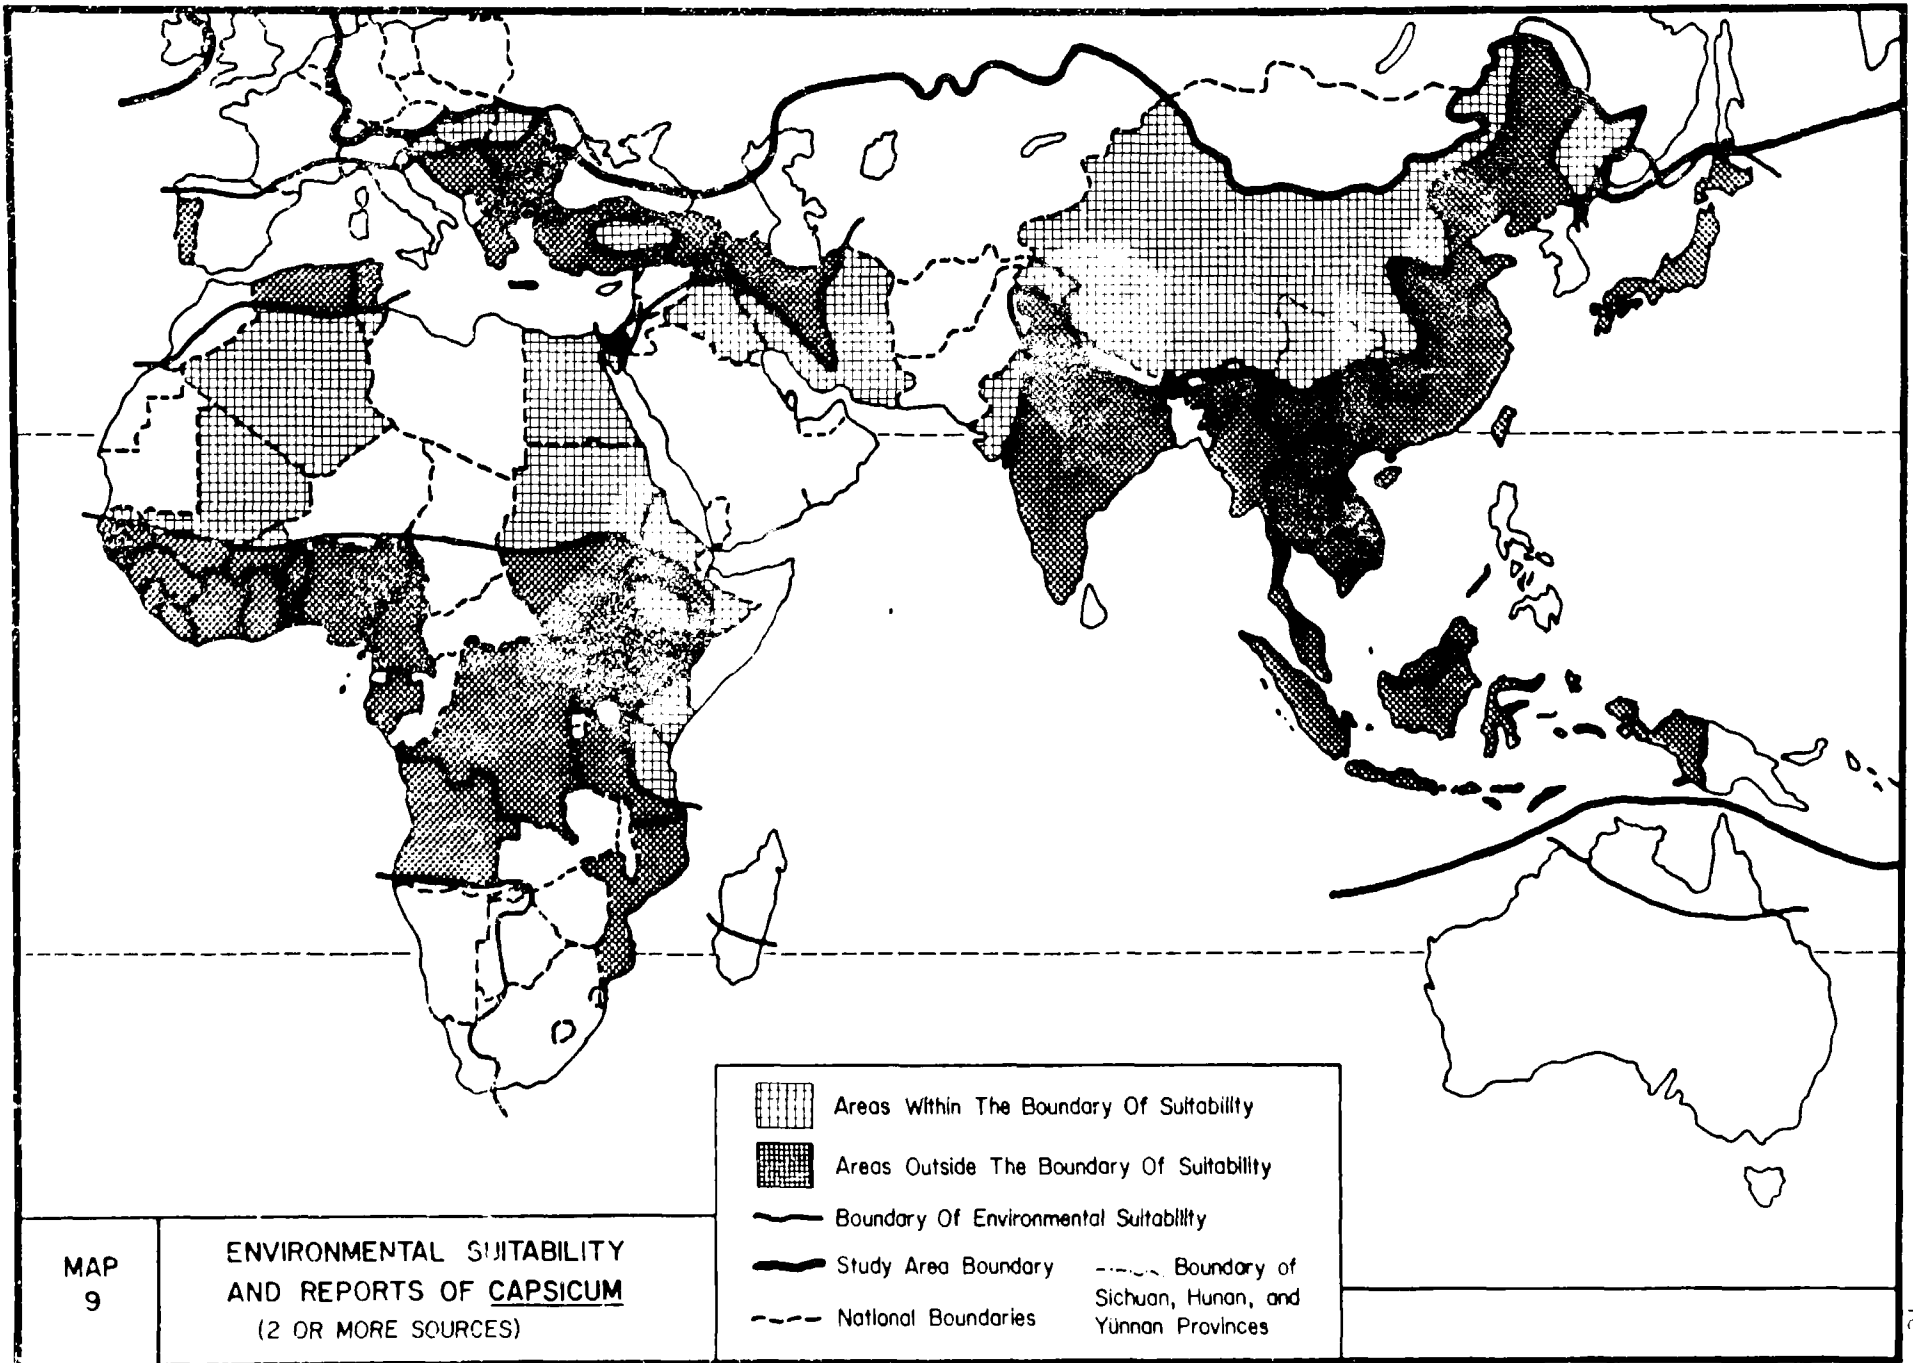 Areas Within The Boundary Of Suitability
Areas Outside The Boundary Of Suitability
Boundary Of Environmental Suitability
Study Area Boundary
Boundary of
Sichuan, Hunan, and
Yünnan Provinces
National Boundaries
MAP
9
ENVIRONMENTAL SUITABILITY
AND REPORTS OF CAPSICUM
(2 OR MORE SOURCES)